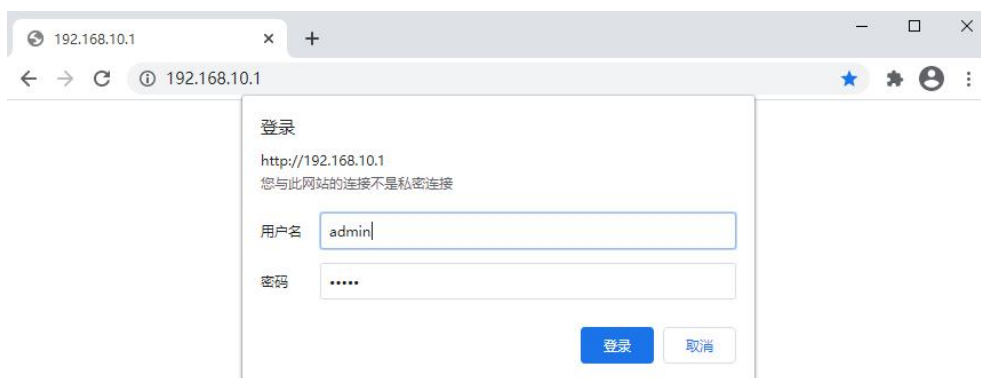 192.168.10.1
192.168.10.1
登录
http://192.168.10.1
您与此网站的连接不是私密连接
用户名 admin
密码 •••••
登录 取消